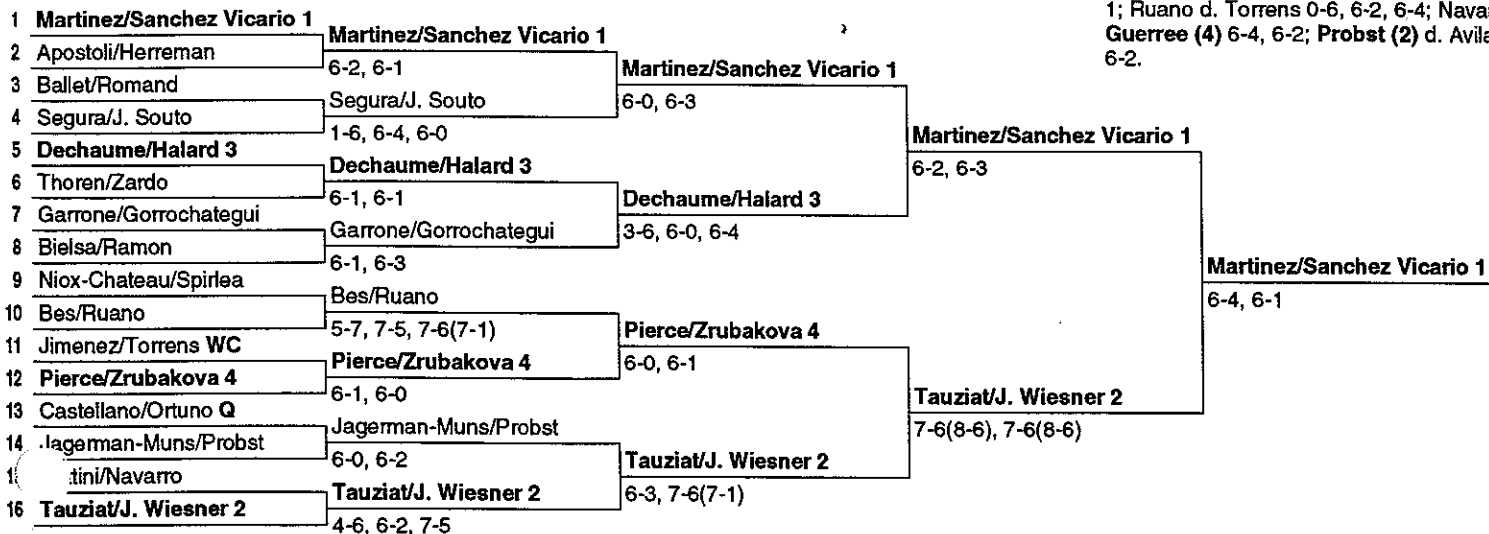 1; Ruano d. Torrens 0-6, 6-2, 6-4; Nava
Guerree (4) 6-4, 6-2; Probst (2) d. Avila
6-2.
1 Martinez/Sanchez Vicario 1
2 Apostoli/Herreman
3 Ballet/Romand
4 Segura/J. Souto
5 Dechaume/Halard 3
6 Thoren/Zardo
7 Garrone/Gorrochategui
8 Bielsa/Ramon
9 Niox-Chateau/Spirlea
10 Bes/Ruano
11 Jimenez/Torrens WC
12 Pierce/Zrubakova 4
13 Castellano/Ortuno Q
14 Jagerman-Muns/Probst
tini/Navarro
16 Tauziat/J. Wiesner 2
Martinez/Sanchez Vicario 1
6-2, 6-1
Segura/J. Souto
1-6, 6-4, 6-0
Dechaume/Halard 3
6-1, 6-1
Garrone/Gorrochategui
6-1, 6-3
Bes/Ruano
5-7, 7-5, 7-6(7-1)
Pierce/Zrubakova 4
6-1, 6-0
Jagerman-Muns/Probst
6-0, 6-2
Tauziat/J. Wiesner 2
4-6, 6-2, 7-5
Martinez/Sanchez Vicario 1
6-0, 6-3
Dechaume/Halard 3
3-6, 6-0, 6-4
Pierce/Zrubakova 4
6-0, 6-1
Tauziat/J. Wiesner 2
6-3, 7-6(7-1)
Martinez/Sanchez Vicario 1
6-2, 6-3
Tauziat/J. Wiesner 2
7-6(8-6), 7-6(8-6)
Martinez/Sanchez Vicario 1
6-4, 6-1